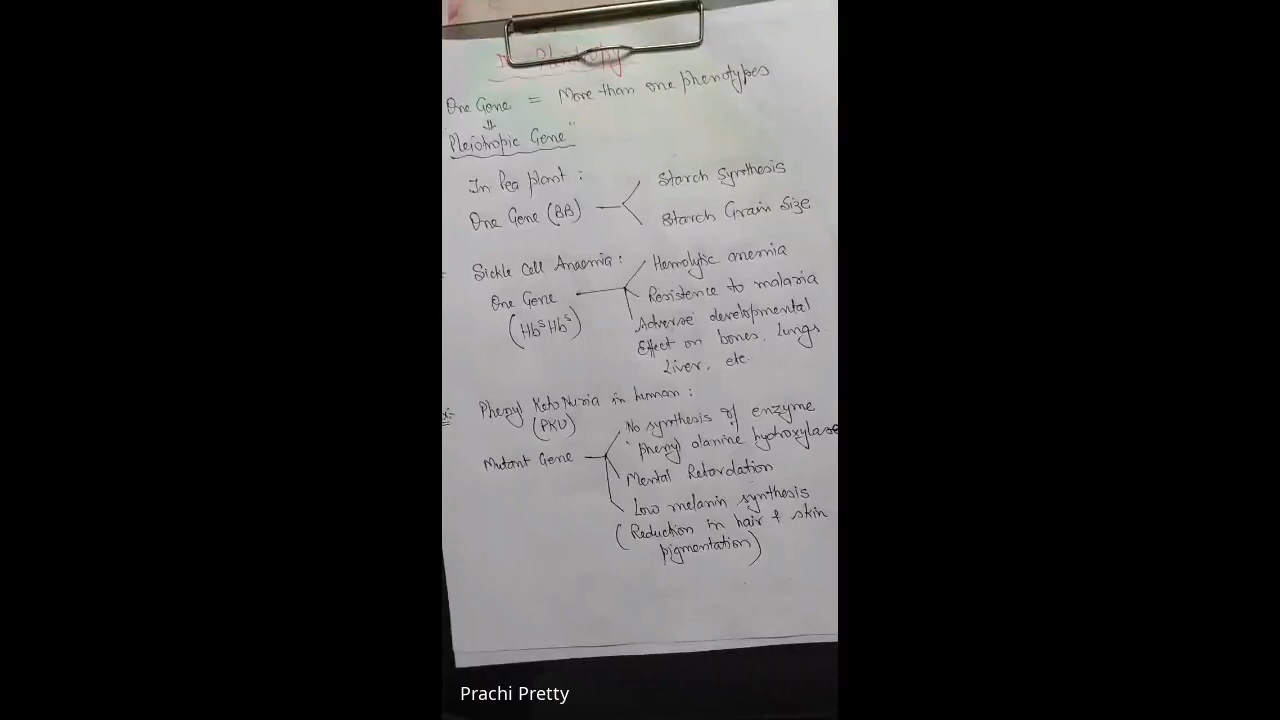 Pleiotropy
One Gene = More than one phenotypes
⇓
"Pleiotropic Gene"
In Pea plant :
One Gene (BB)
Starch Synthesis
Starch Grain Size
Sickle Cell Anaemia :
One Gene
(HbˢHbˢ)
Hemolytic anemia
Resistence to malaria
Adverse developmental
Effect on bones, lungs
Liver, etc.
Phenyl Keto Nuria in human :
(PKU)
Mutant Gene
No synthesis of enzyme
"phenyl alanine hydroxylase
Mental Retardation
Low melanin synthesis
(Reduction in hair & skin
pigmentation)
Prachi Pretty